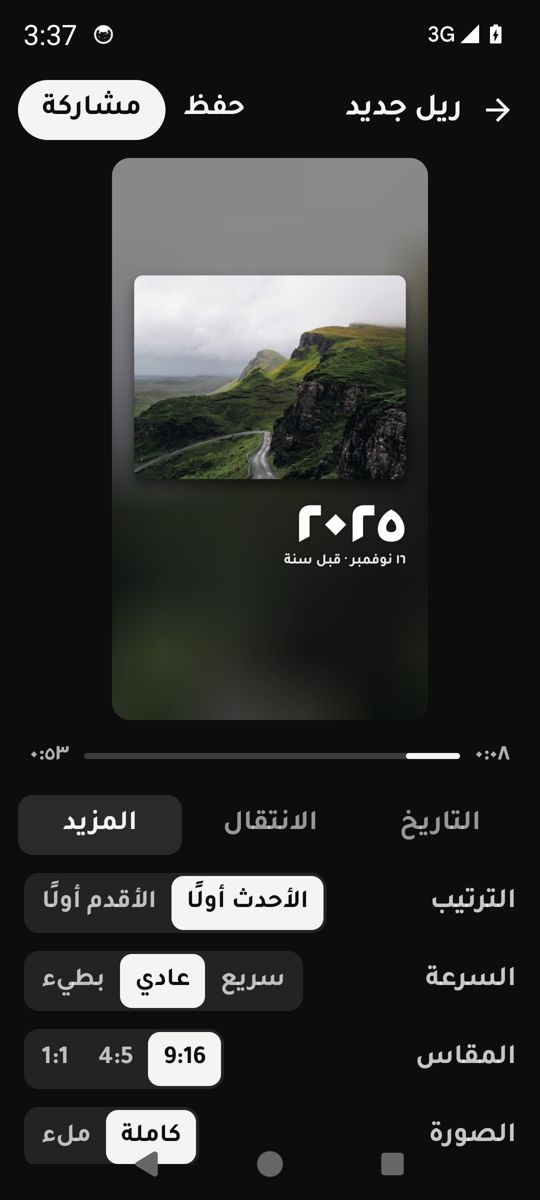 3:37
3G
ريل جديد
حفظ
مشاركة
٢٠٢٥
١٦ نوفمبر · قبل سنة
٠:٠٨
٠:٥٣
التاريخ
الانتقال
المزيد
الترتيب
الأحدث أولًا
الأقدم أولًا
السرعة
سريع
عادي
بطيء
المقاس
9:16
4:5
1:1
الصورة
كاملة
ملء